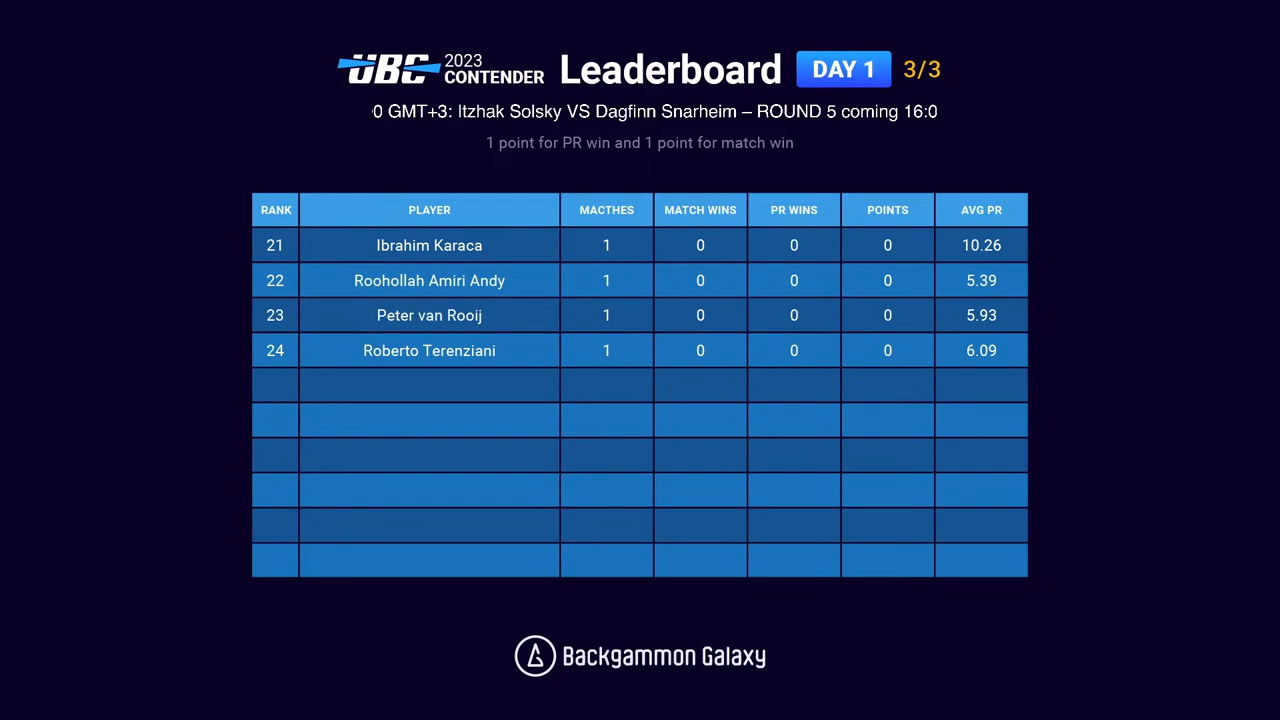 UBC 2023 CONTENDER Leaderboard DAY 1 3/3
0 GMT+3: Itzhak Solsky VS Dagfinn Snarheim – ROUND 5 coming 16:0
1 point for PR win and 1 point for match win
RANK PLAYER MACTHES MATCH WINS PR WINS POINTS AVG PR
21 Ibrahim Karaca 1 0 0 0 10.26
22 Roohollah Amiri Andy 1 0 0 0 5.39
23 Peter van Rooij 1 0 0 0 5.93
24 Roberto Terenziani 1 0 0 0 6.09
Backgammon Galaxy